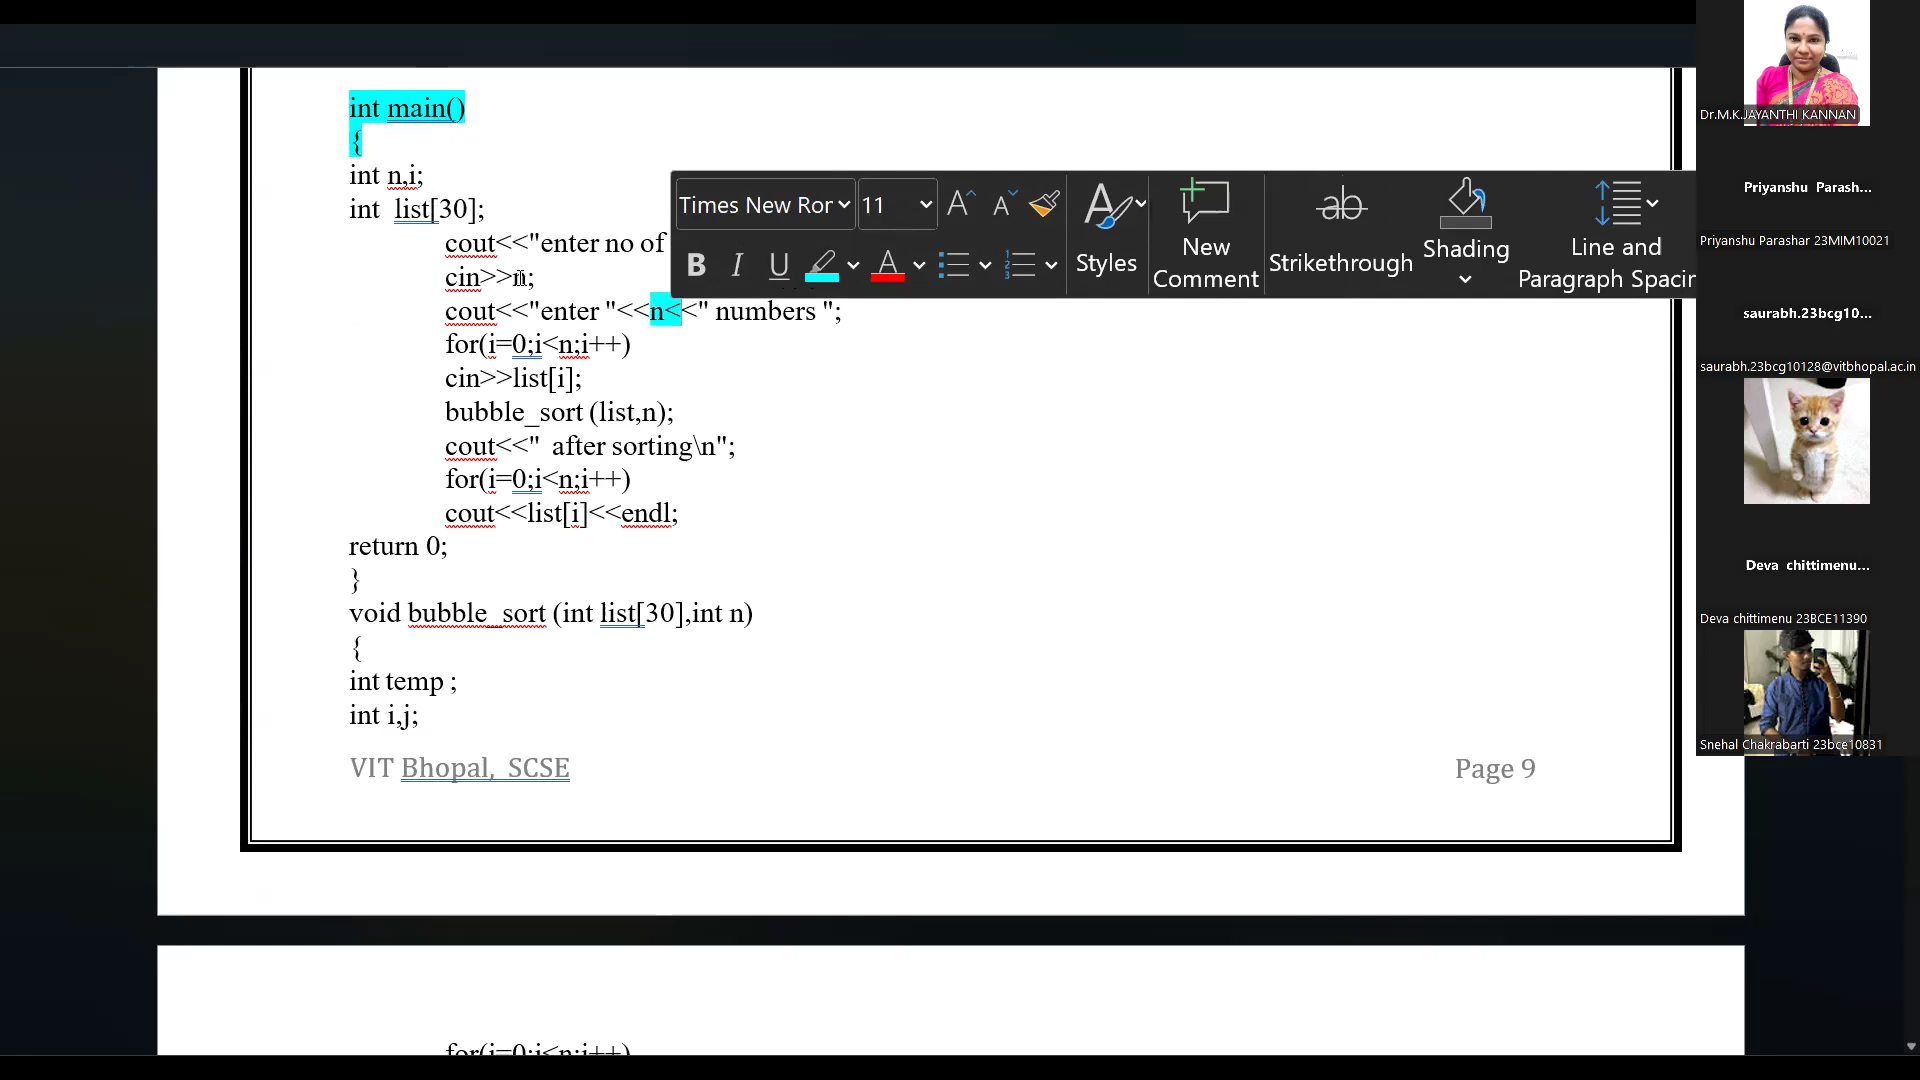 int main()
{
int n,i;
int list[30];
cout<<"enter no of
cin>>n;
cout<<"enter "<<n<<" numbers ";
for(i=0;i<n;i++)
cin>>list[i];
bubble_sort (list,n);
cout<<" after sorting\n";
for(i=0;i<n;i++)
cout<<list[i]<<endl;
return 0;
}
void bubble_sort (int list[30],int n)
{
int temp ;
int i,j;
VIT Bhopal, SCSE
Page 9
for(i=0;i<n;i++)
Times New Ror
11
A
A
B
I
U
A
A
Styles
New
Comment
ab
Strikethrough
Shading
Line and
Paragraph Spacin
Dr.M.K.JAYANTHI KANNAN
Priyanshu Parash...
Priyanshu Parashar 23MIM10021
saurabh.23bcg10...
saurabh.23bcg10128@vitbhopal.ac.in
Deva chittimenu...
Deva chittimenu 23BCE11390
Snehal Chakrabarti 23bce10831